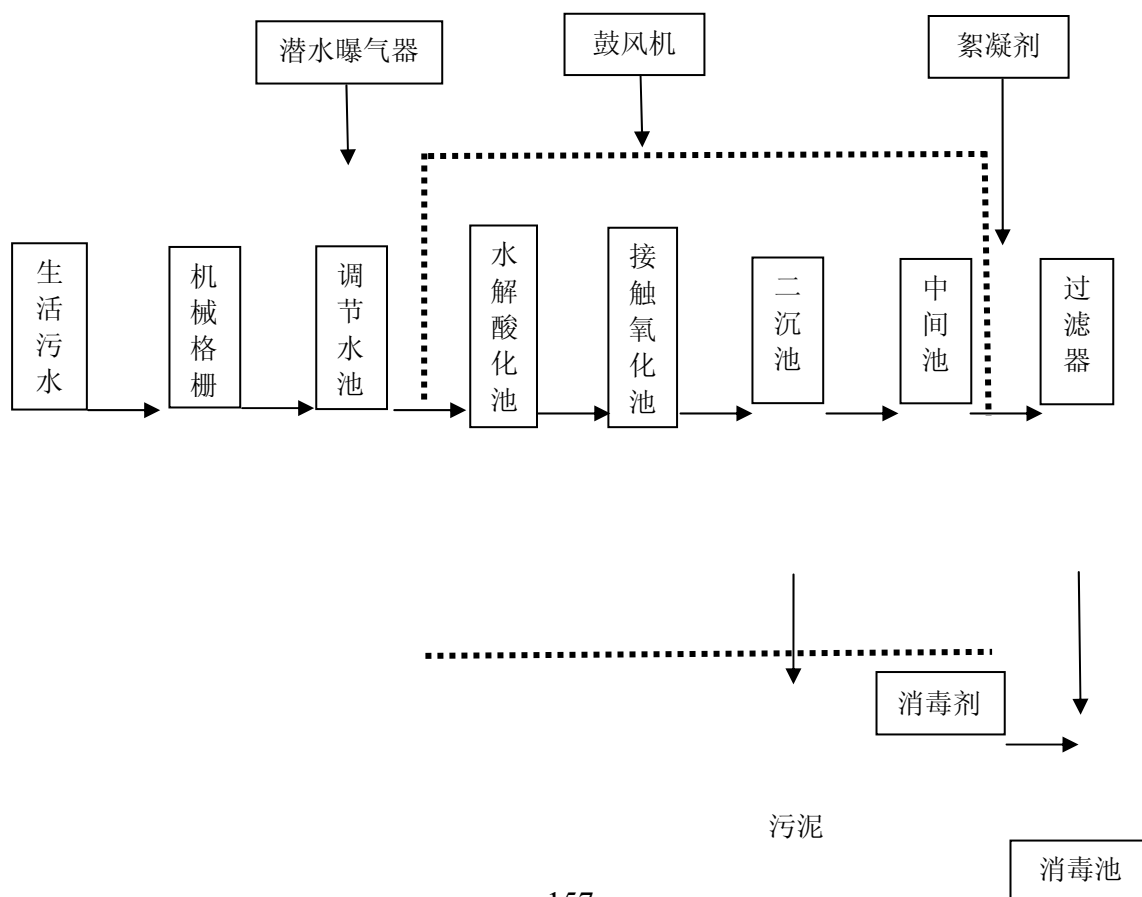 潜水曝气器
鼓风机
絮凝剂
生活污水
机械格栅
调节水池
水解酸化池
接触氧化池
二沉池
中间池
过滤器
消毒剂
污泥
消毒池
157